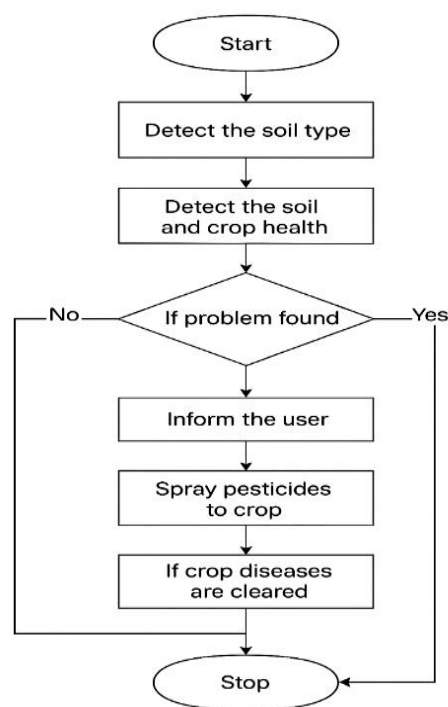 Start
Detect the soil type
Detect the soil
and crop health
No
If problem found
Yes
Inform the user
Spray pesticides
to crop
If crop diseases
are cleared
Stop